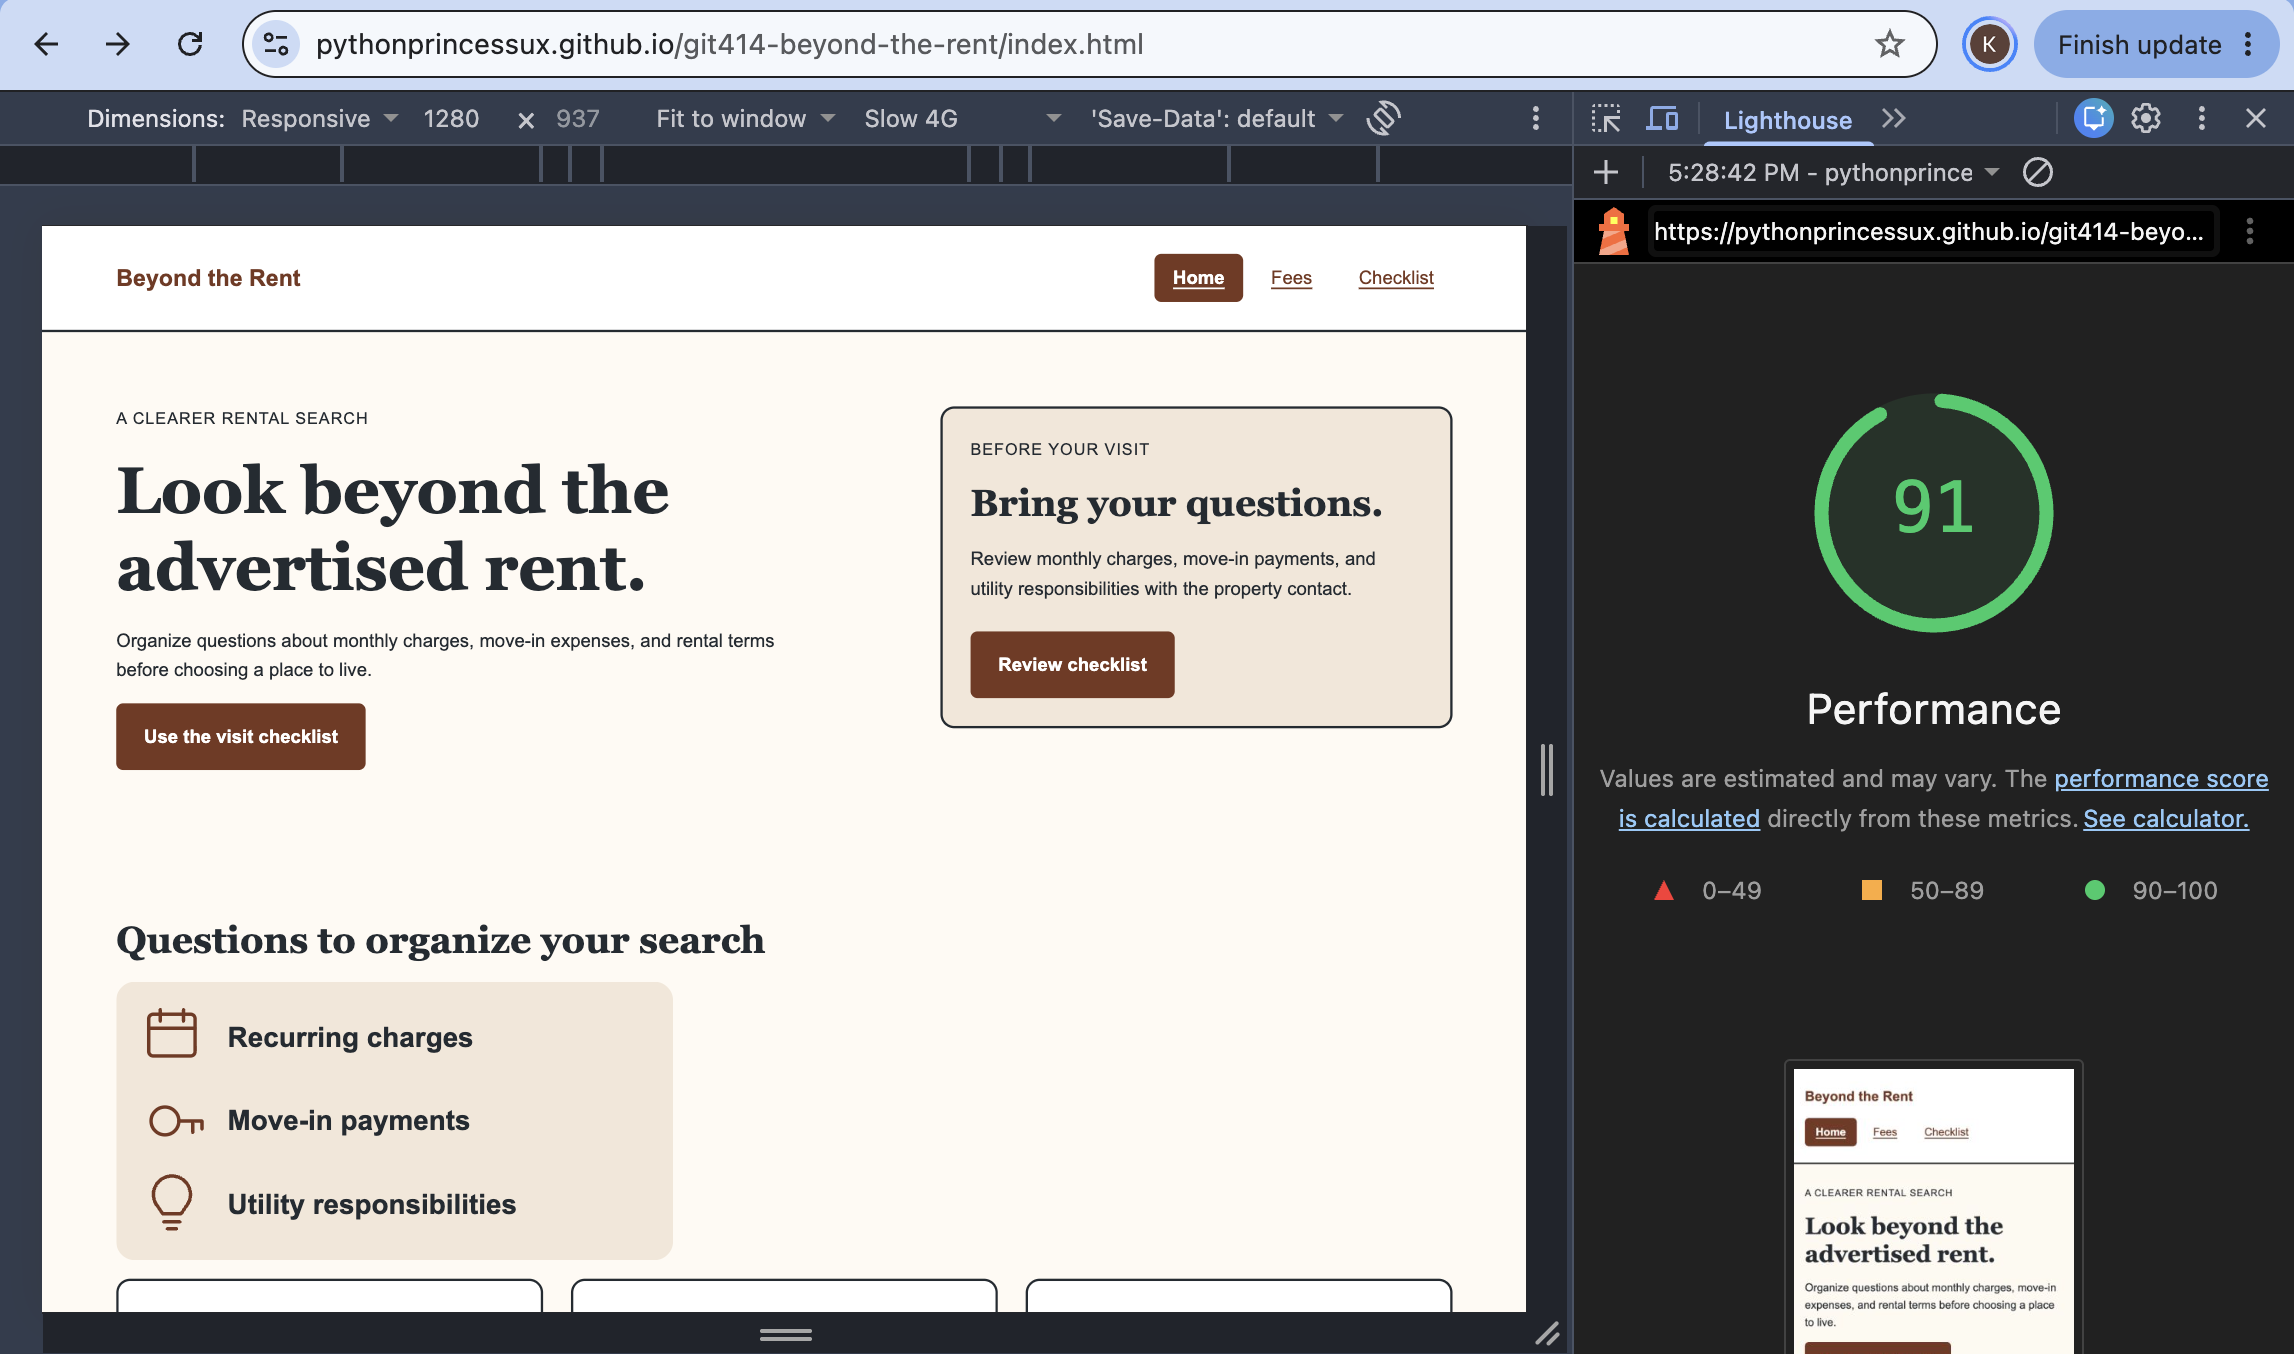 pythonprincessux.github.io/git414-beyond-the-rent/index.html
K
Finish update
Dimensions: Responsive 1280 × 937 Fit to window Slow 4G 'Save-Data': default
Lighthouse
5:28:42 PM - pythonprince
https://pythonprincessux.github.io/git414-beyo...
Beyond the Rent
Home Fees Checklist
A CLEARER RENTAL SEARCH
Look beyond the
advertised rent.
Organize questions about monthly charges, move-in expenses, and rental terms
before choosing a place to live.
Use the visit checklist
BEFORE YOUR VISIT
Bring your questions.
Review monthly charges, move-in payments, and
utility responsibilities with the property contact.
Review checklist
Questions to organize your search
Recurring charges
Move-in payments
Utility responsibilities
91
Performance
Values are estimated and may vary. The performance score
is calculated directly from these metrics. See calculator.
0–49 50–89 90–100
Beyond the Rent
Home Fees Checklist
A CLEARER RENTAL SEARCH
Look beyond the
advertised rent.
Organize questions about monthly charges, move-in
expenses, and rental terms before choosing a place
to live.